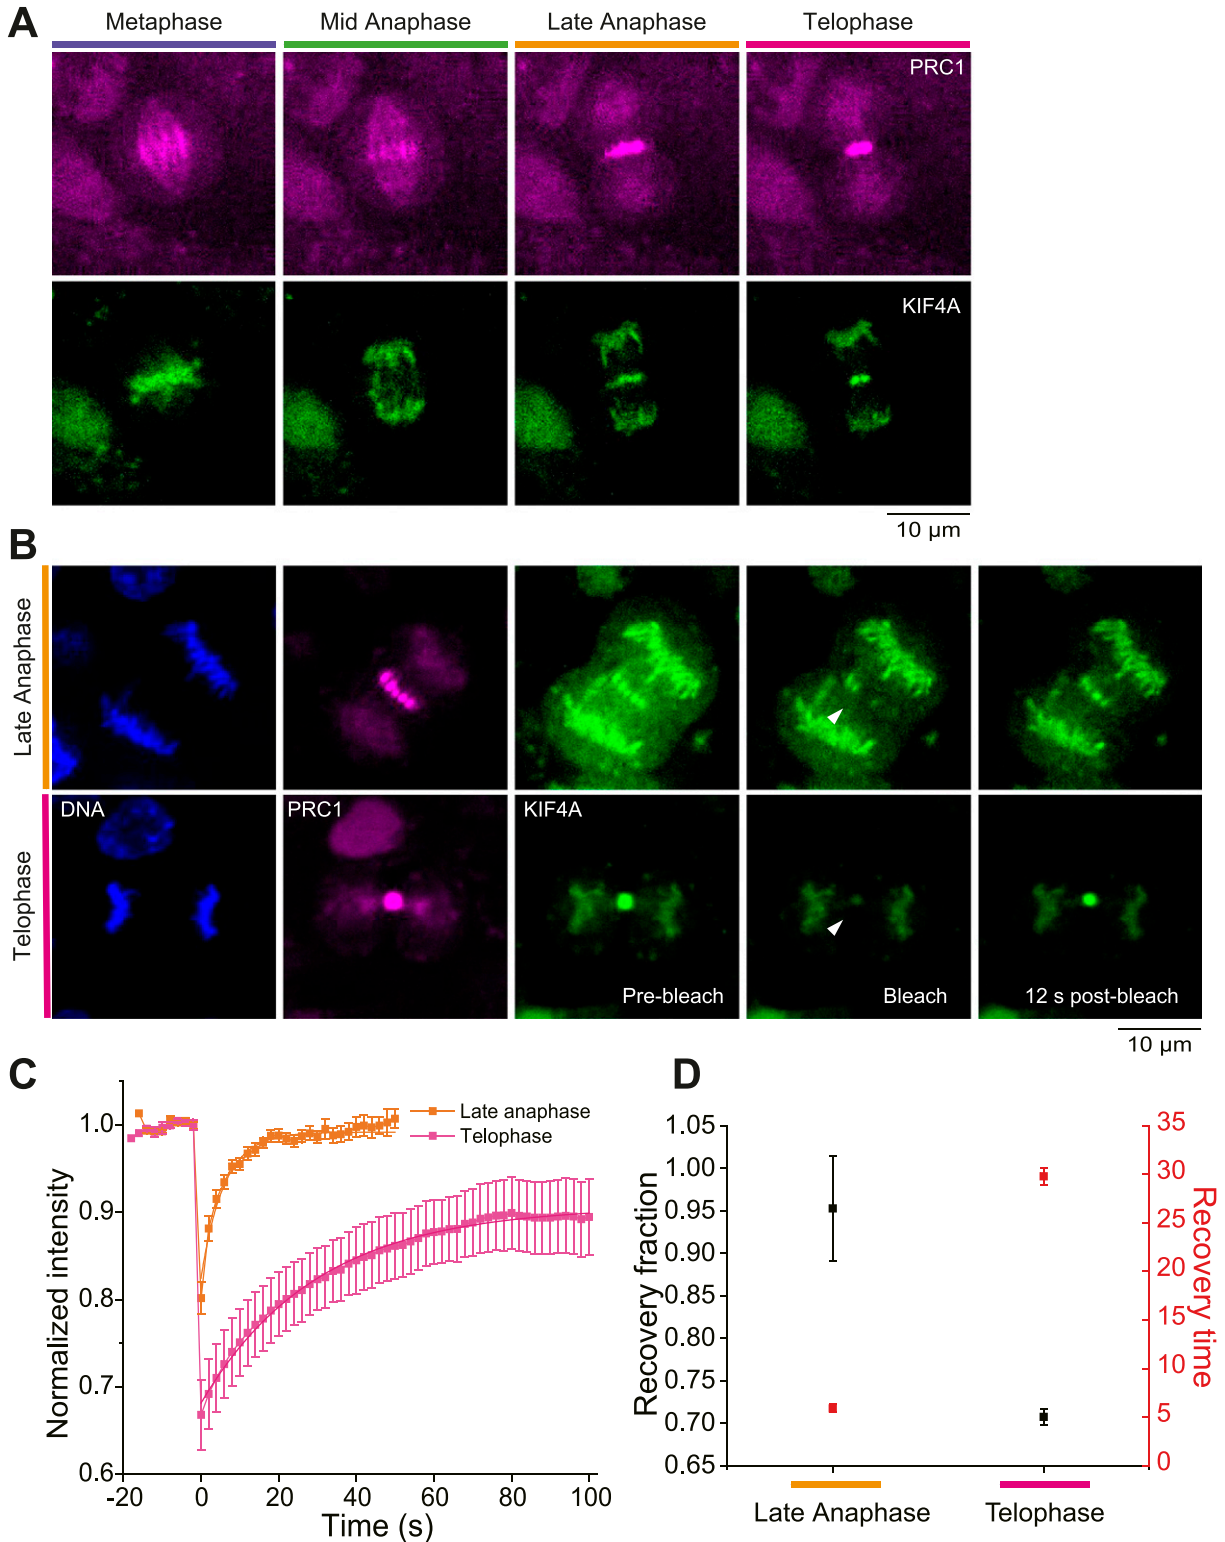 A
Metaphase
Mid Anaphase
Late Anaphase
Telophase
PRC1
KIF4A
10 µm
B
Late Anaphase
Telophase
DNA
PRC1
KIF4A
Pre-bleach
Bleach
12 s post-bleach
10 µm
C
Normalized intensity
1.0
0.9
0.8
0.7
0.6
-20
0
20
40
60
80
100
Time (s)
Late anaphase
Telophase
D
Recovery fraction
1.05
1.00
0.95
0.90
0.85
0.80
0.75
0.70
0.65
35
30
25
20
15
10
5
0
Recovery time
Late Anaphase
Telophase